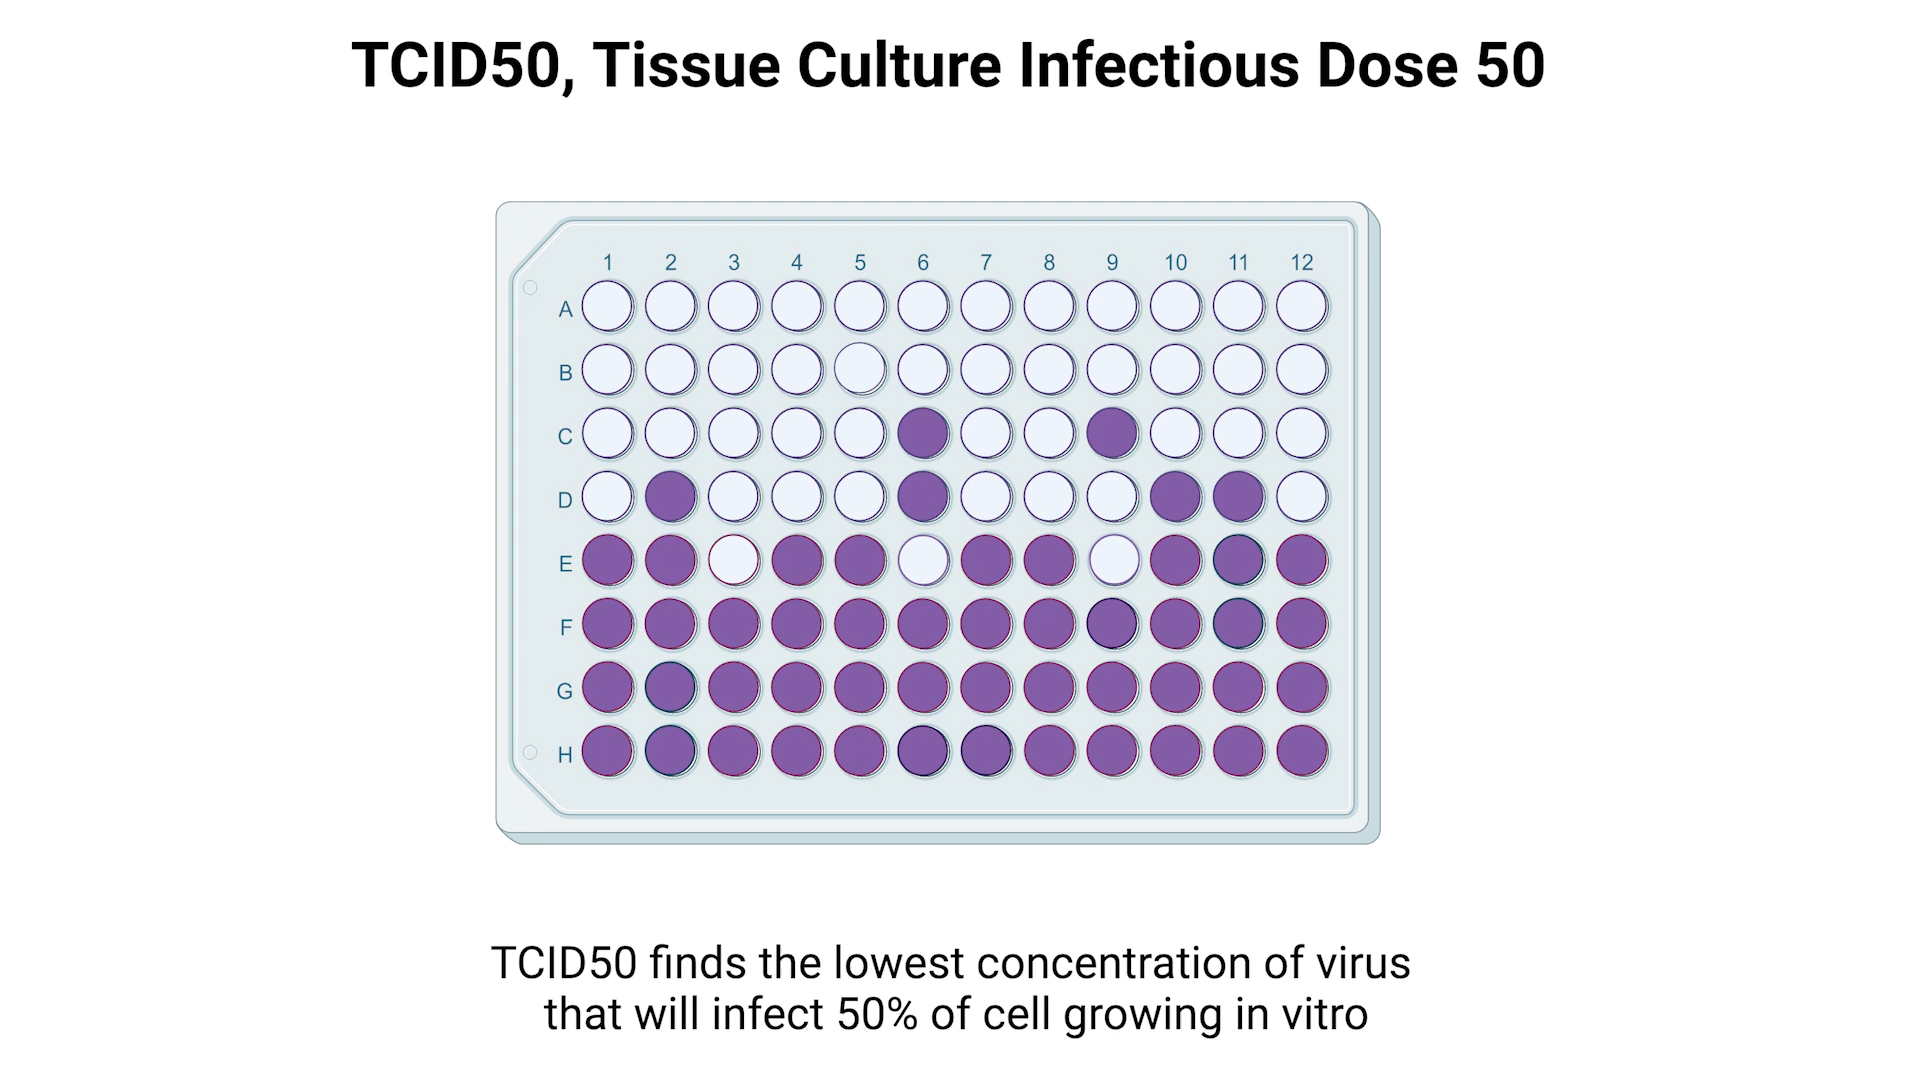 TCID50, Tissue Culture Infectious Dose 50
1 2 3 4 5 6 7 8 9 10 11 12
A
B
C
D
E
F
G
H
TCID50 finds the lowest concentration of virus
that will infect 50% of cell growing in vitro